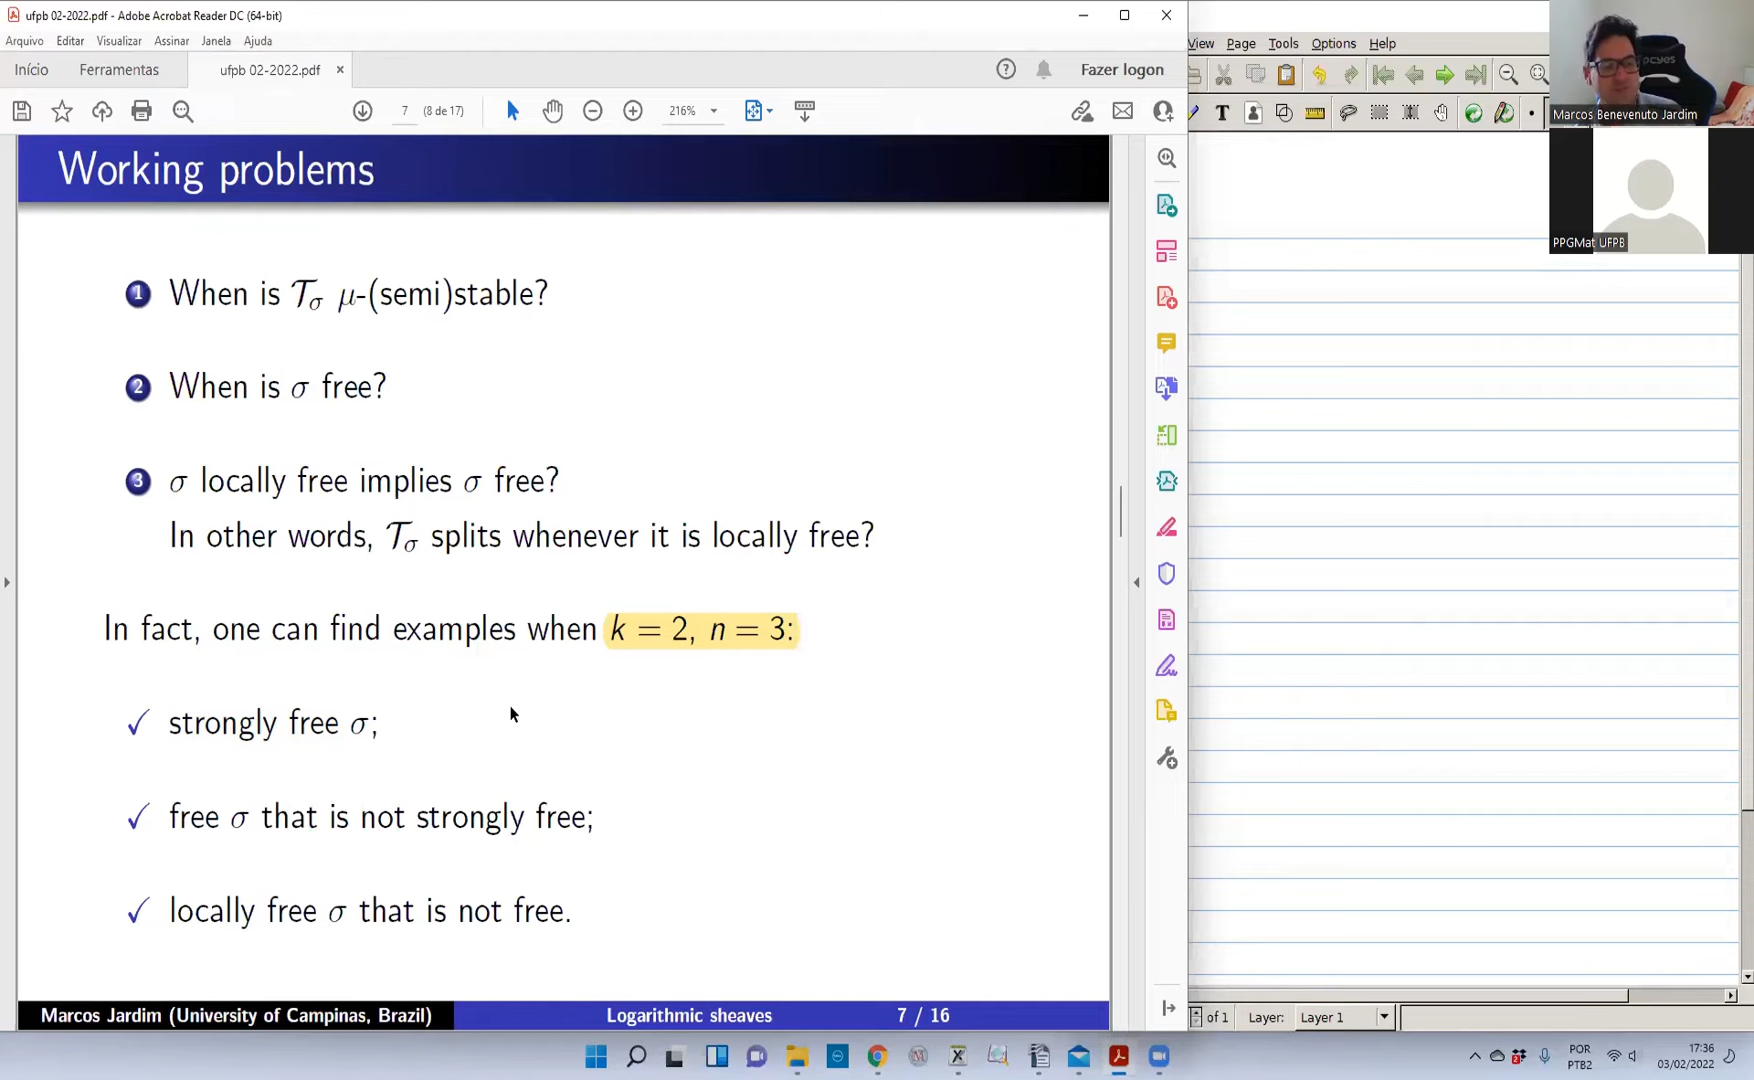 ufpb 02-2022.pdf - Adobe Acrobat Reader DC (64-bit)
Arquivo Editar Visualizar Assinar Janela Ajuda
Início Ferramentas ufpb 02-2022.pdf × Fazer logon
7 (8 de 17) 216%
View Page Tools Options Help
Marcos Benevenuto Jardim
PPGMat UFPB
Working problems
1 When is 𝒯σ μ-(semi)stable?
2 When is σ free?
3 σ locally free implies σ free?
In other words, 𝒯σ splits whenever it is locally free?
In fact, one can find examples when k = 2, n = 3:
✓ strongly free σ;
✓ free σ that is not strongly free;
✓ locally free σ that is not free.
Marcos Jardim (University of Campinas, Brazil) Logarithmic sheaves 7 / 16
of 1 Layer: Layer 1
POR
PTB2
17:36
03/02/2022